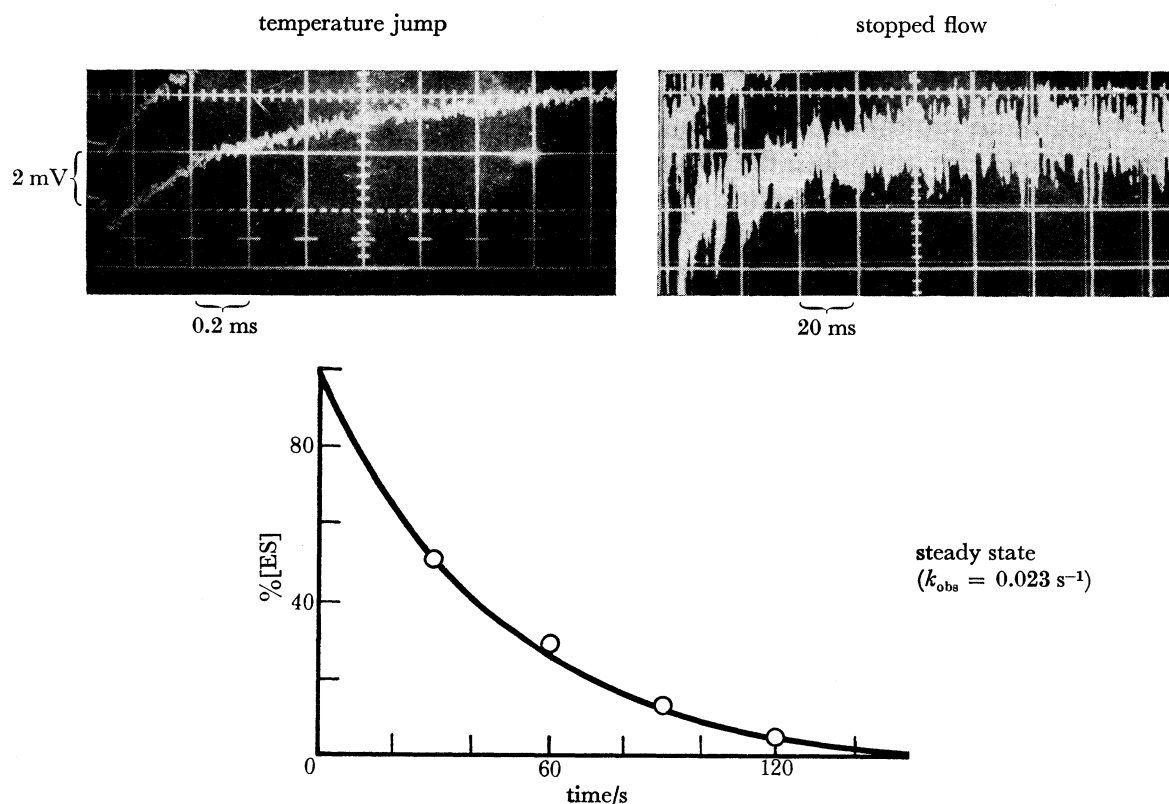 temperature jump
stopped flow
2 mV
0.2 ms
20 ms
80
40
%[ES]
0
60
120
time/s
steady state
(k_obs = 0.023 s⁻¹)